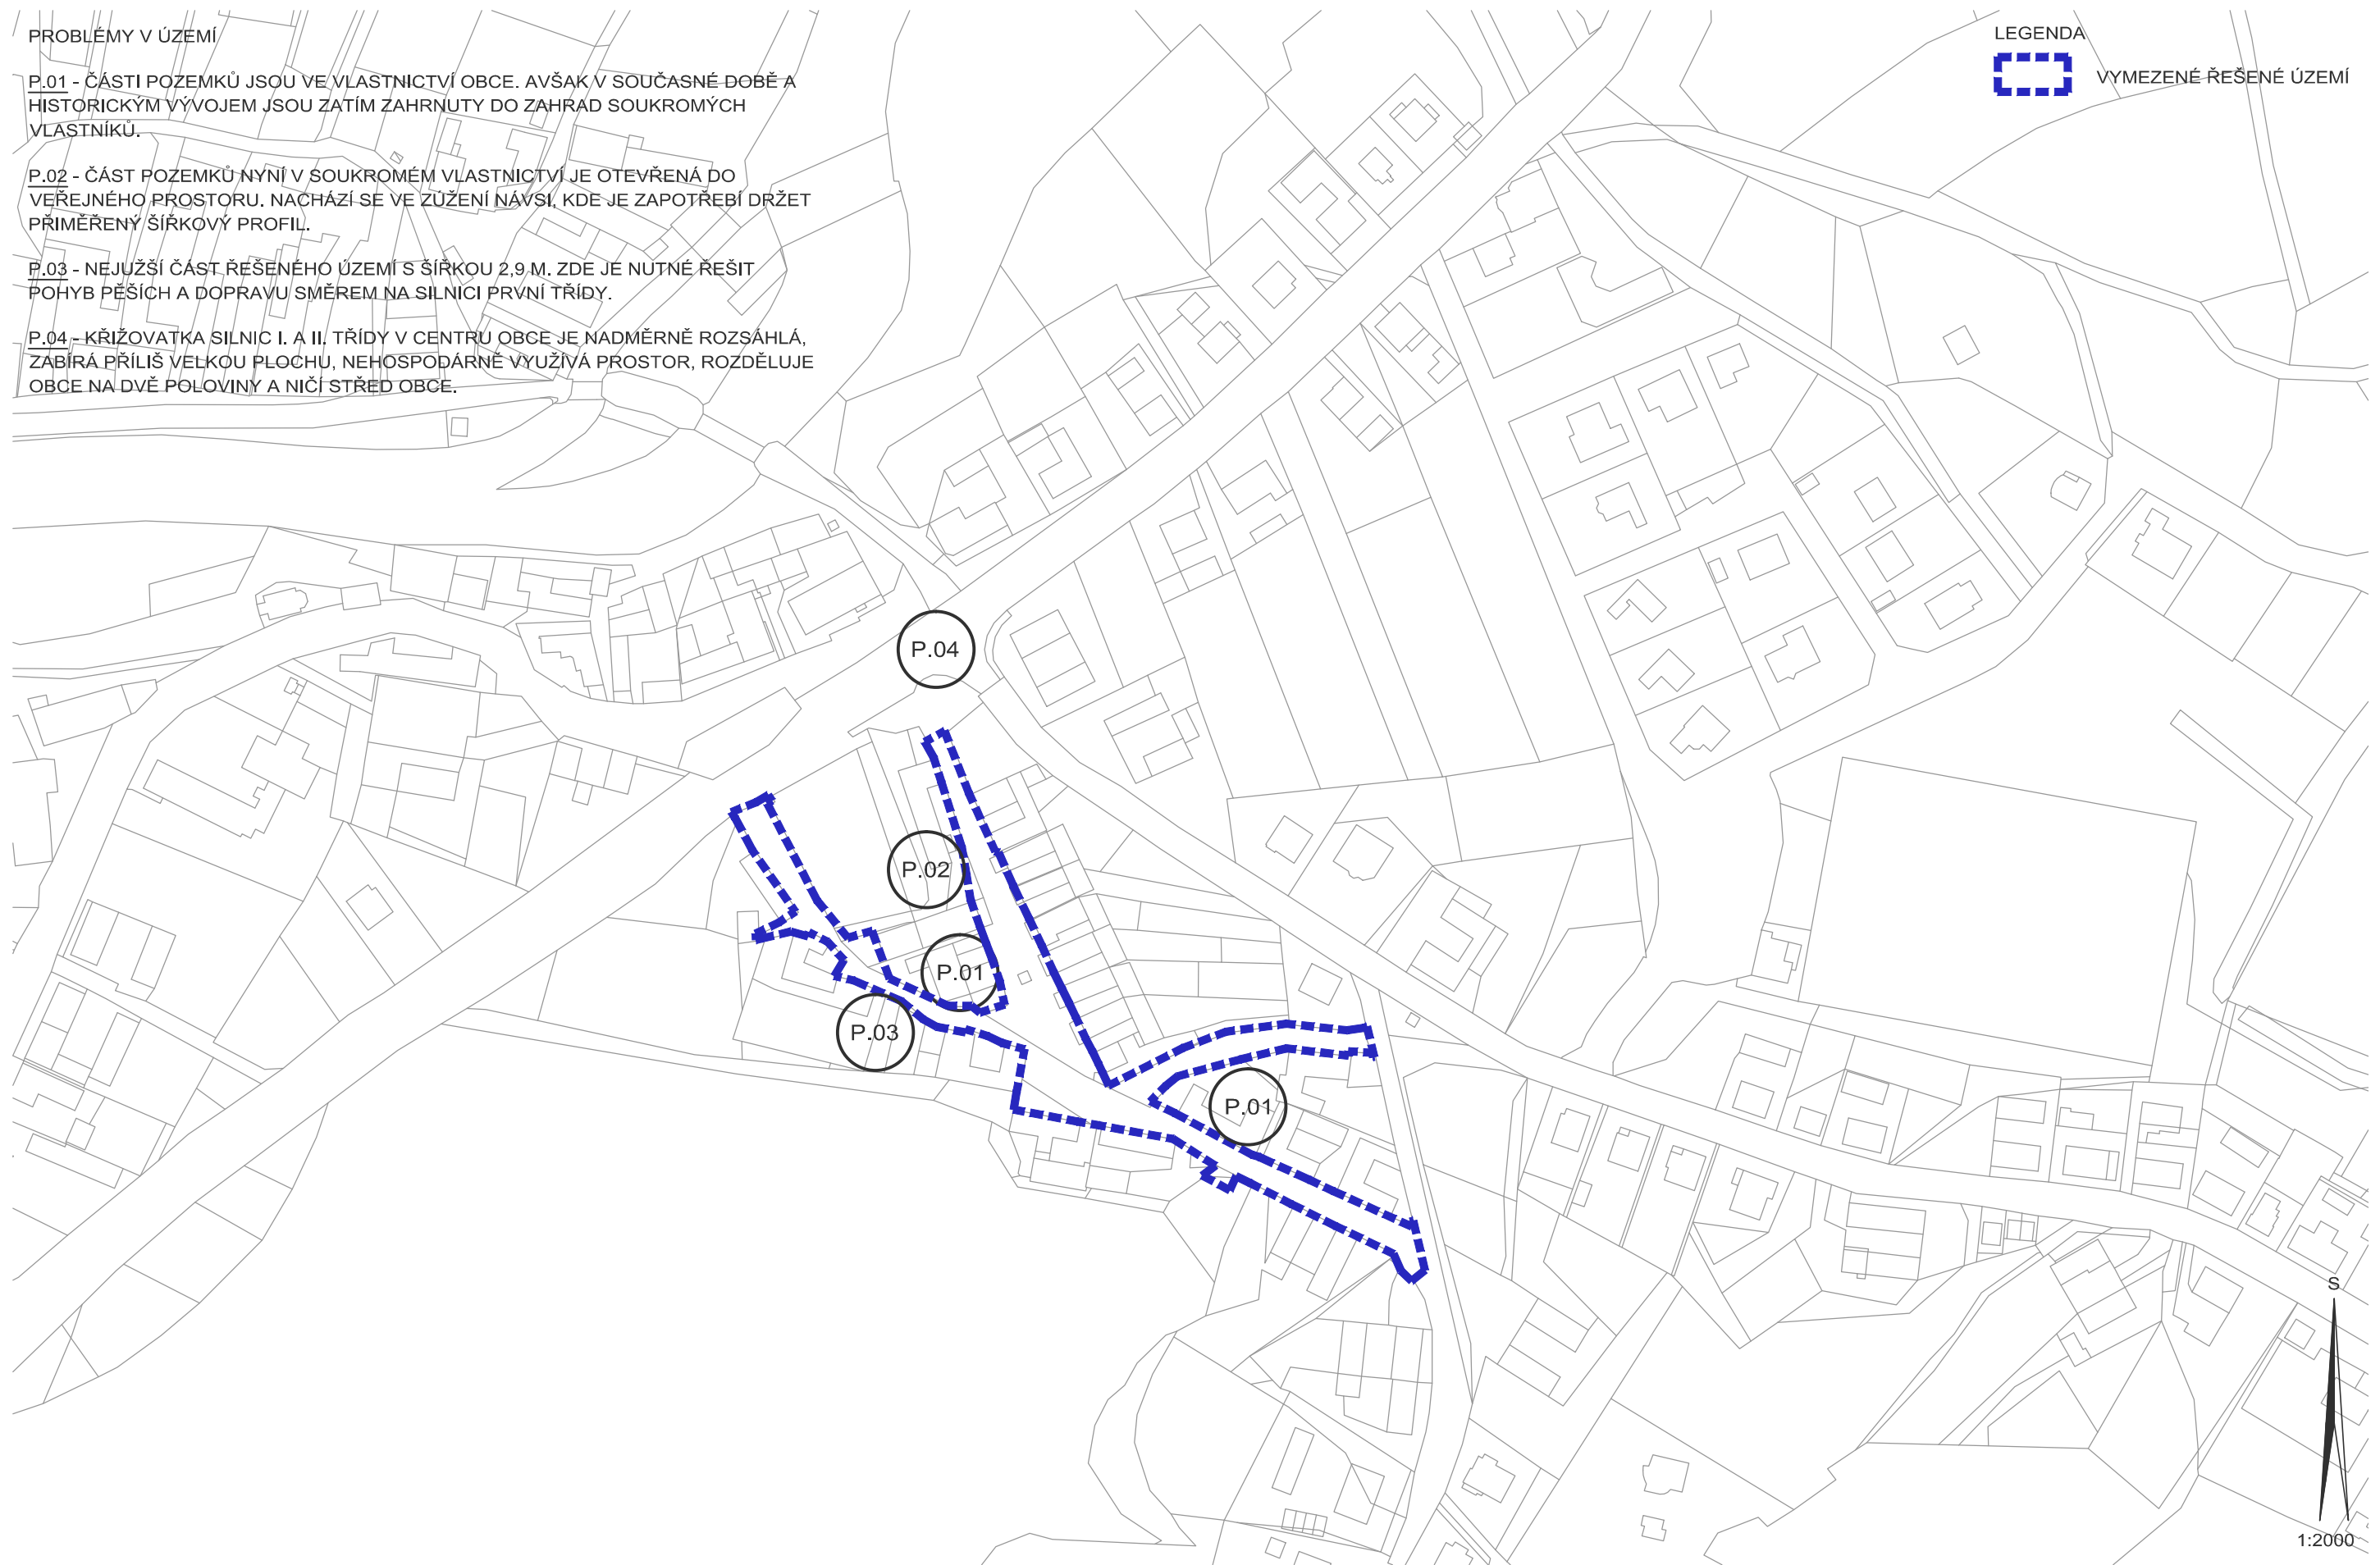 PROBLÉMY V ÚZEMÍ
P.01 - ČÁSTI POZEMKŮ JSOU VE VLASTNICTVÍ OBCE. AVŠAK V SOUČASNÉ DOBĚ A
HISTORICKÝM VÝVOJEM JSOU ZATÍM ZAHRNUTY DO ZAHRAD SOUKROMÝCH
VLASTNÍKŮ.
P.02 - ČÁST POZEMKŮ NYNÍ V SOUKROMÉM VLASTNICTVÍ JE OTEVŘENÁ DO
VEŘEJNÉHO PROSTORU. NACHÁZÍ SE VE ZÚŽENÍ NÁVSI, KDE JE ZAPOTŘEBÍ DRŽET
PŘIMĚŘENÝ ŠÍŘKOVÝ PROFIL.
P.03 - NEJUŽŠÍ ČÁST ŘEŠENÉHO ÚZEMÍ S ŠÍŘKOU 2,9 M. ZDE JE NUTNÉ ŘEŠIT
POHYB PĚŠÍCH A DOPRAVU SMĚREM NA SILNICI PRVNÍ TŘÍDY.
P.04 - KŘIŽOVATKA SILNIC I. A II. TŘÍDY V CENTRU OBCE JE NADMĚRNĚ ROZSÁHLÁ,
ZABÍRÁ PŘÍLIŠ VELKOU PLOCHU, NEHOSPODÁRNĚ VYUŽÍVÁ PROSTOR, ROZDĚLUJE
OBCE NA DVĚ POLOVINY A NIČÍ STŘED OBCE.
LEGENDA
VYMEZENÉ ŘEŠENÉ ÚZEMÍ
P.04
P.02
P.01
P.03
P.01
S
1:2000